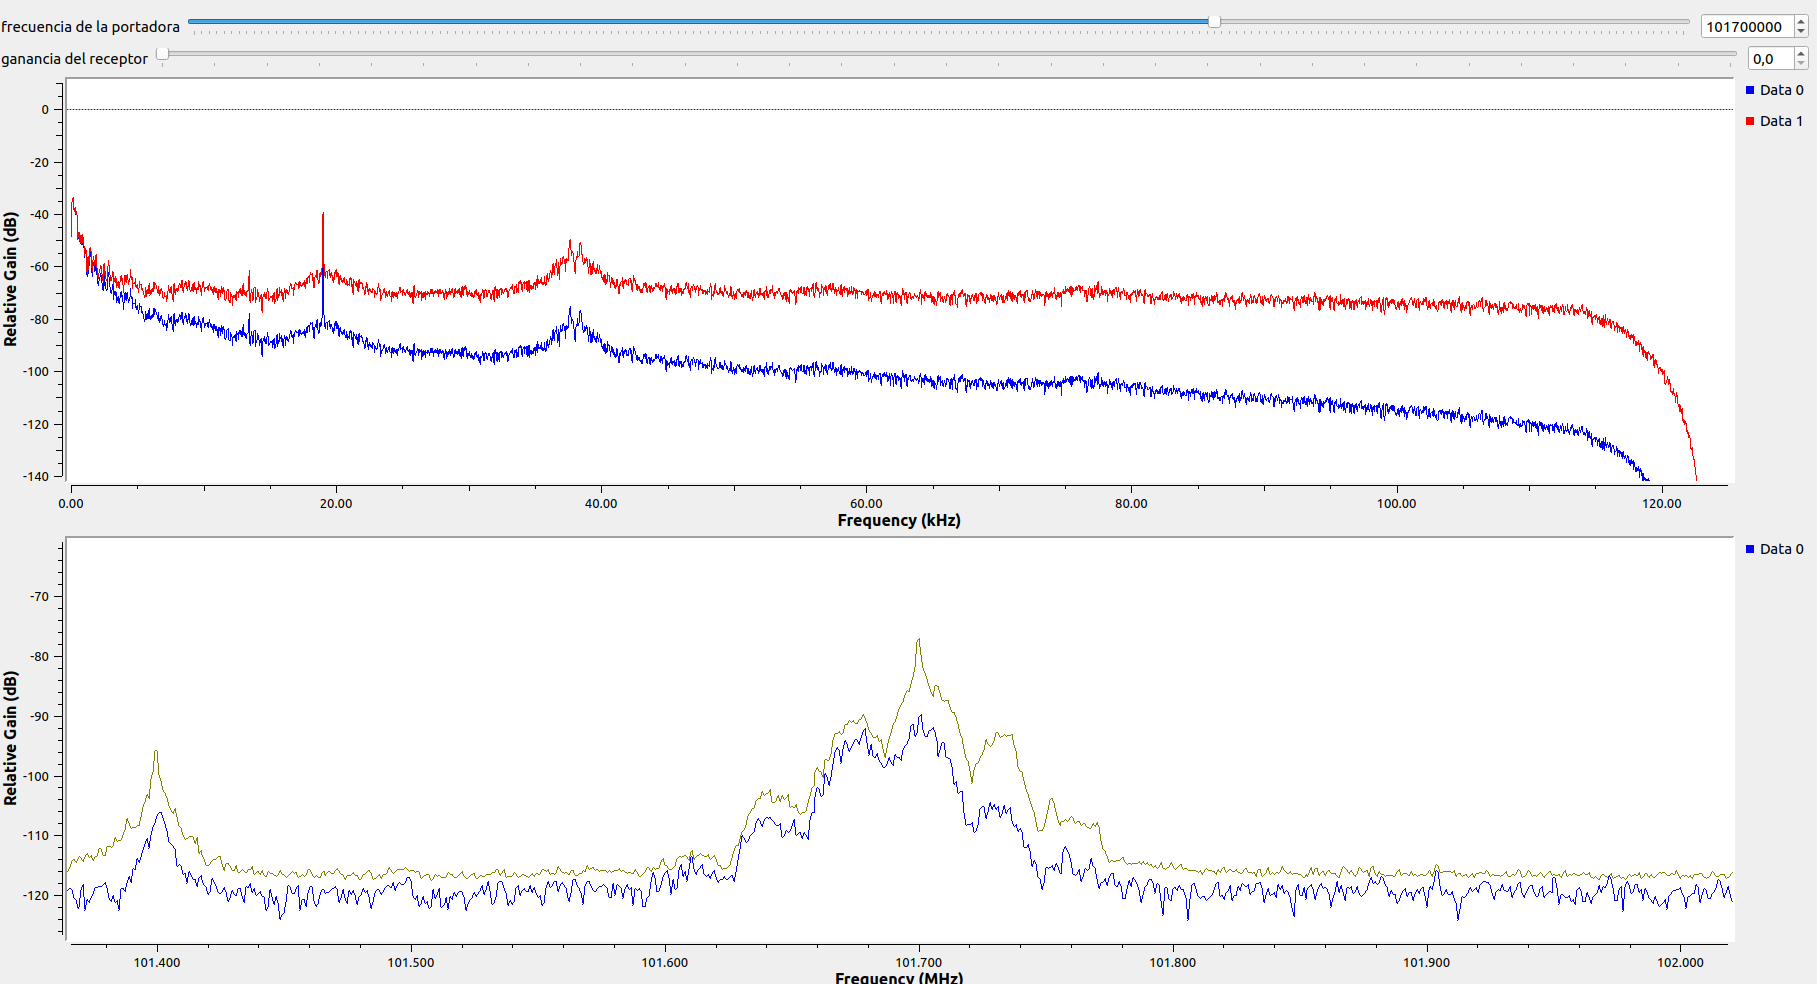 frecuencia de la portadora
101700000
ganancia del receptor
0,0
Data 0
Data 1
Relative Gain (dB)
0
-20
-40
-60
-80
-100
-120
-140
0.00 20.00 40.00 60.00 80.00 100.00 120.00
Frequency (kHz)
Data 0
Relative Gain (dB)
-70
-80
-90
-100
-110
-120
101.400 101.500 101.600 101.700 101.800 101.900 102.000
Frequency (MHz)